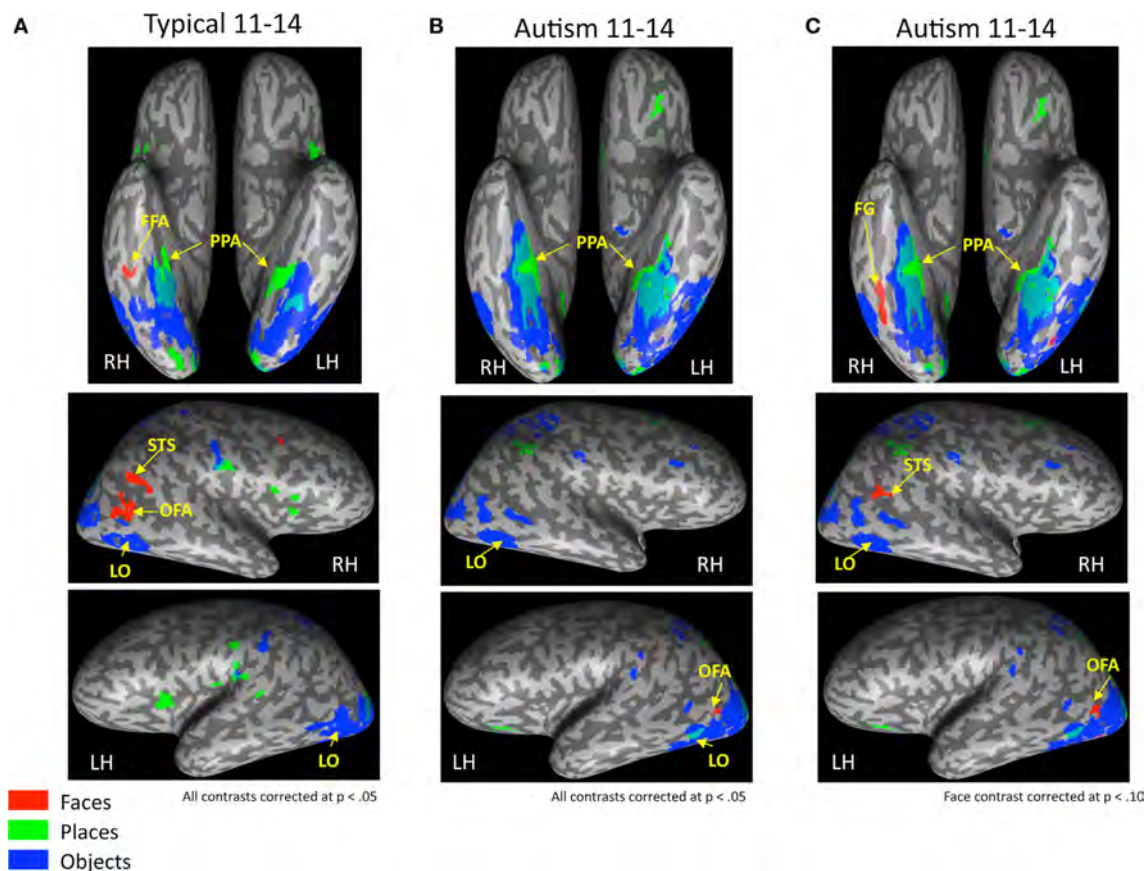 A Typical 11-14
B Autism 11-14
C Autism 11-14
FFA
PPA
RH LH
PPA
RH LH
FG
PPA
RH LH
STS
OFA
LO
RH
LO
RH
STS
LO
RH
LO
LH
OFA
LO
LH
OFA
LH
All contrasts corrected at p < .05
All contrasts corrected at p < .05
Face contrast corrected at p < .10
Faces
Places
Objects